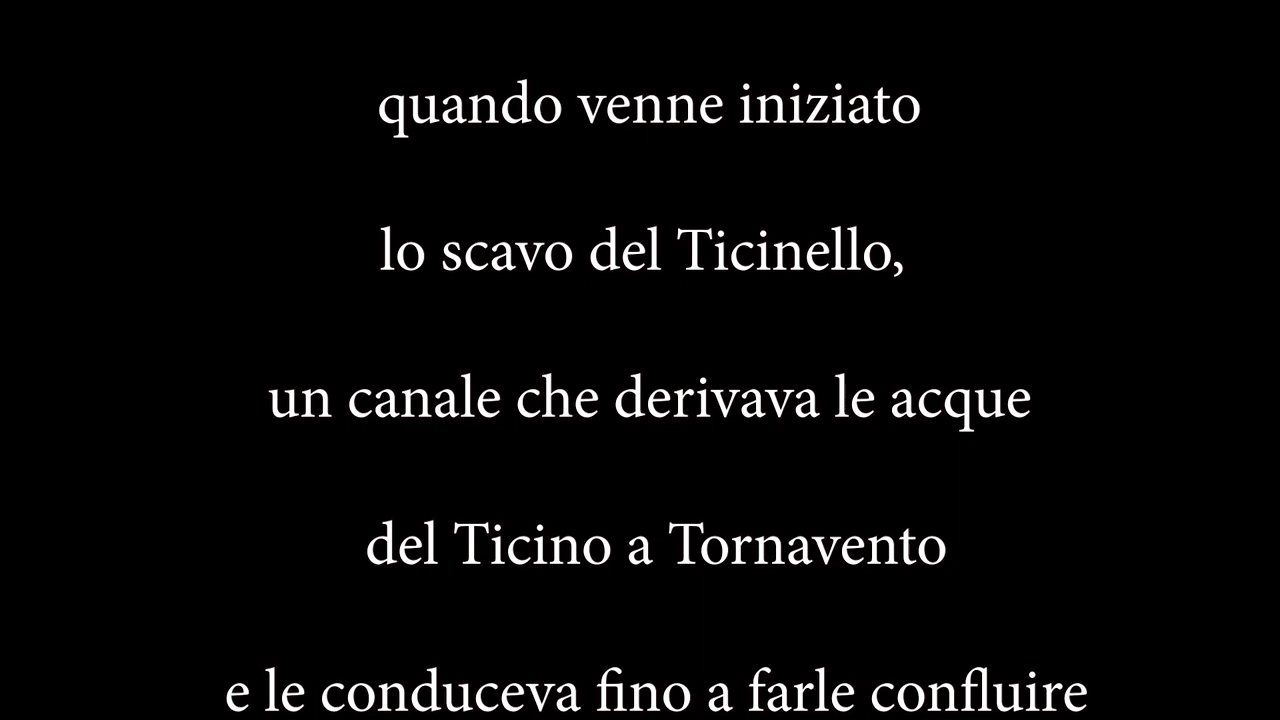 quando venne iniziato
lo scavo del Ticinello,
un canale che derivava le acque
del Ticino a Tornavento
e le conduceva fino a farle confluire